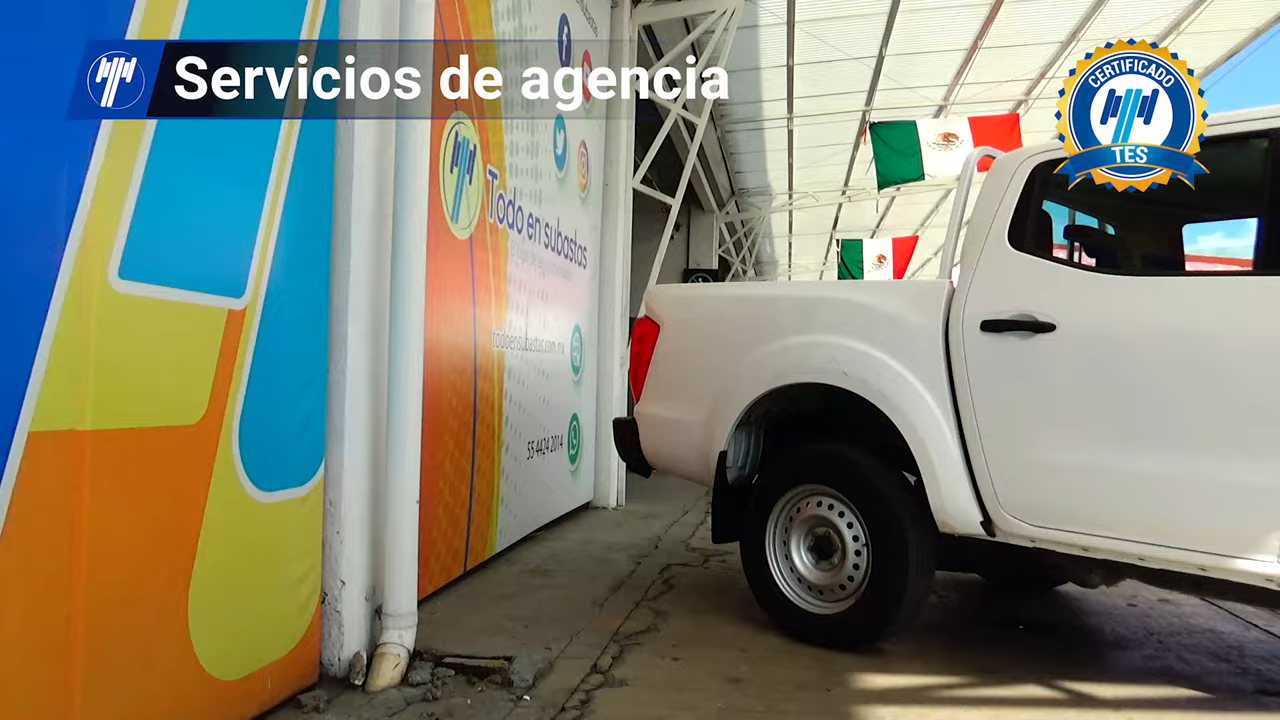 Servicios de agencia
CERTIFICADO
TES
Todo en subastas
todoensubastas.com.mx
55 4424 2014